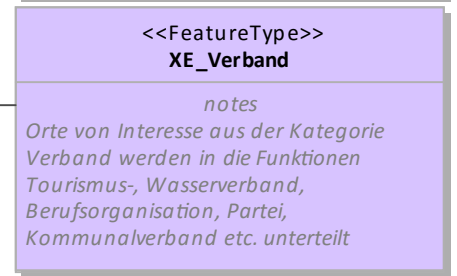 <<FeatureType>>
XE_Verband
notes
Orte von Interesse aus der Kategorie
Verband werden in die Funktionen
Tourismus-, Wasserverband,
Berufsorganisation, Partei,
Kommunalverband etc. unterteilt